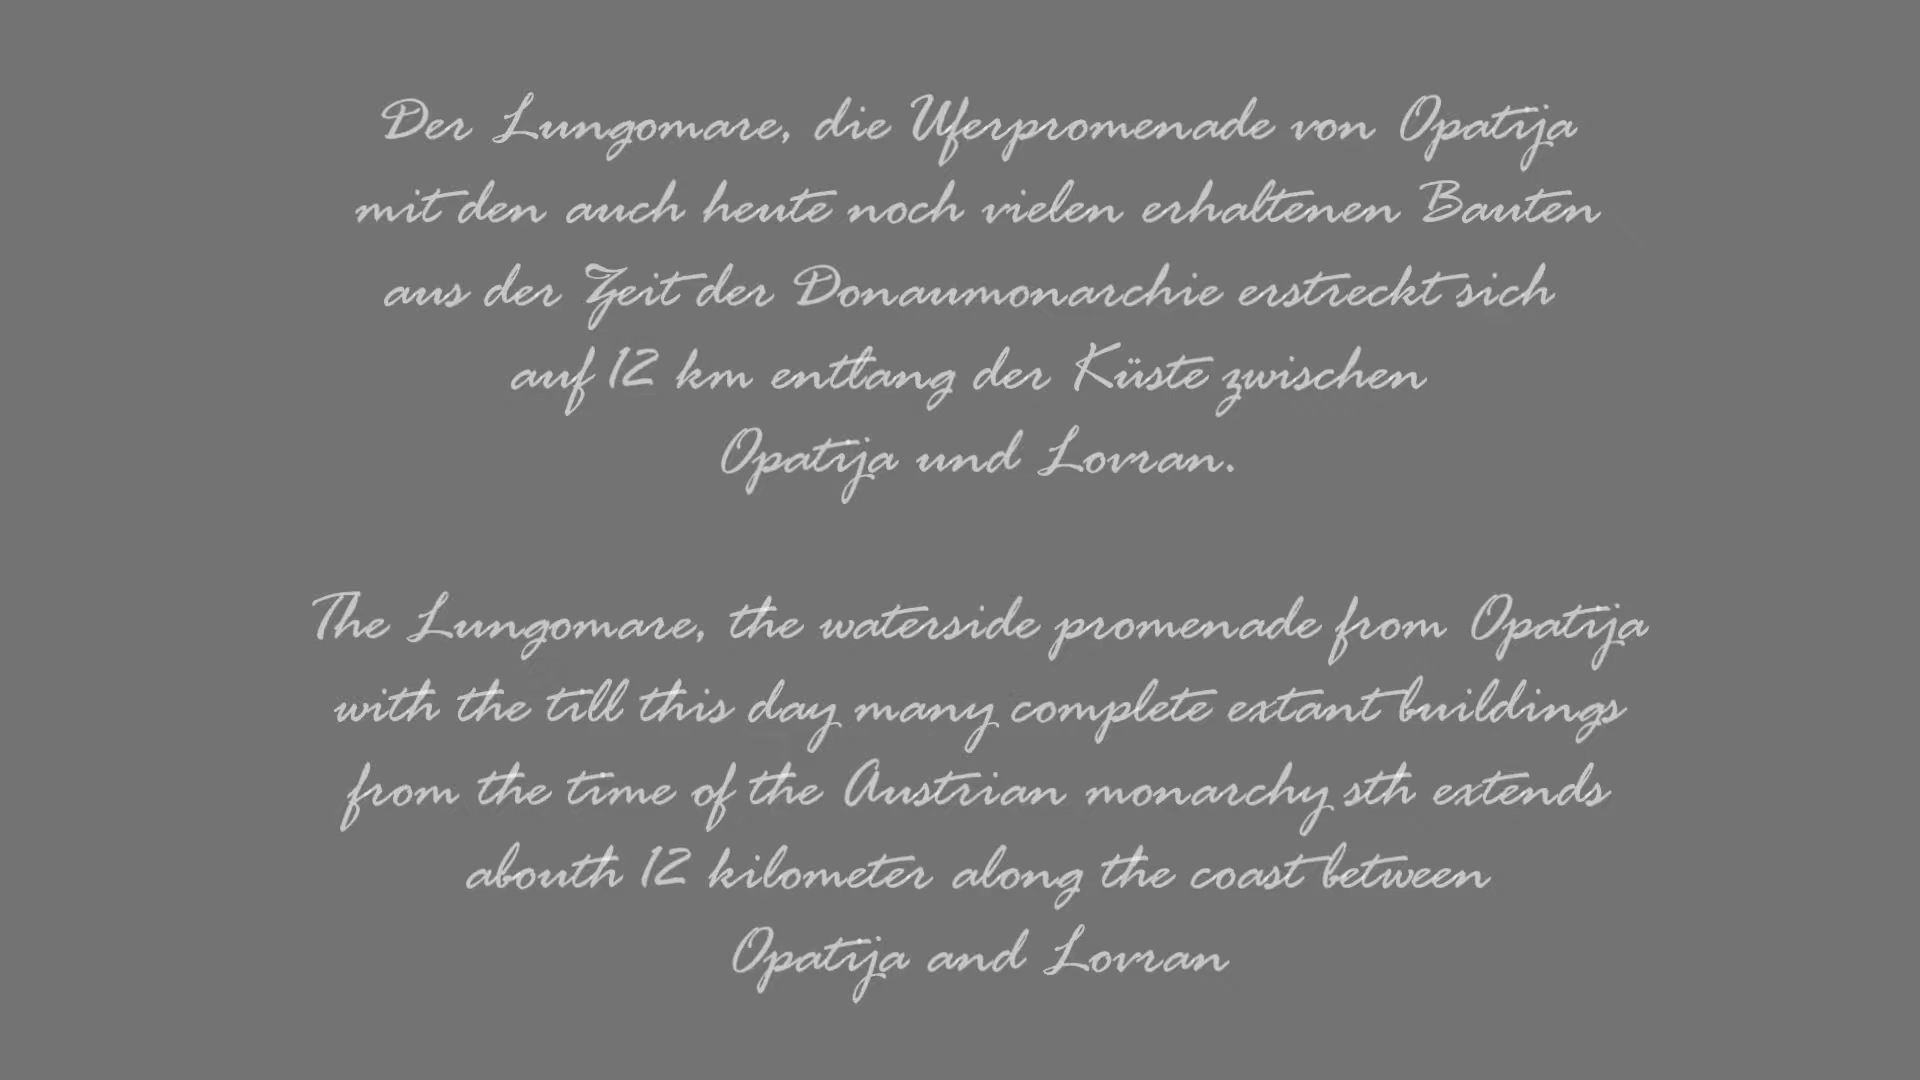 Der Lungomare, die Uferpromenade von Opatija
mit den auch heute noch vielen erhaltenen Bauten
aus der Zeit der Donaumonarchie erstreckt sich
auf 12 km entlang der Küste zwischen
Opatija und Lovran.
The Lungomare, the waterside promenade from Opatija
with the till this day many complete extant buildings
from the time of the Austrian monarchy sth extends
abouth 12 kilometer along the coast between
Opatija and Lovran